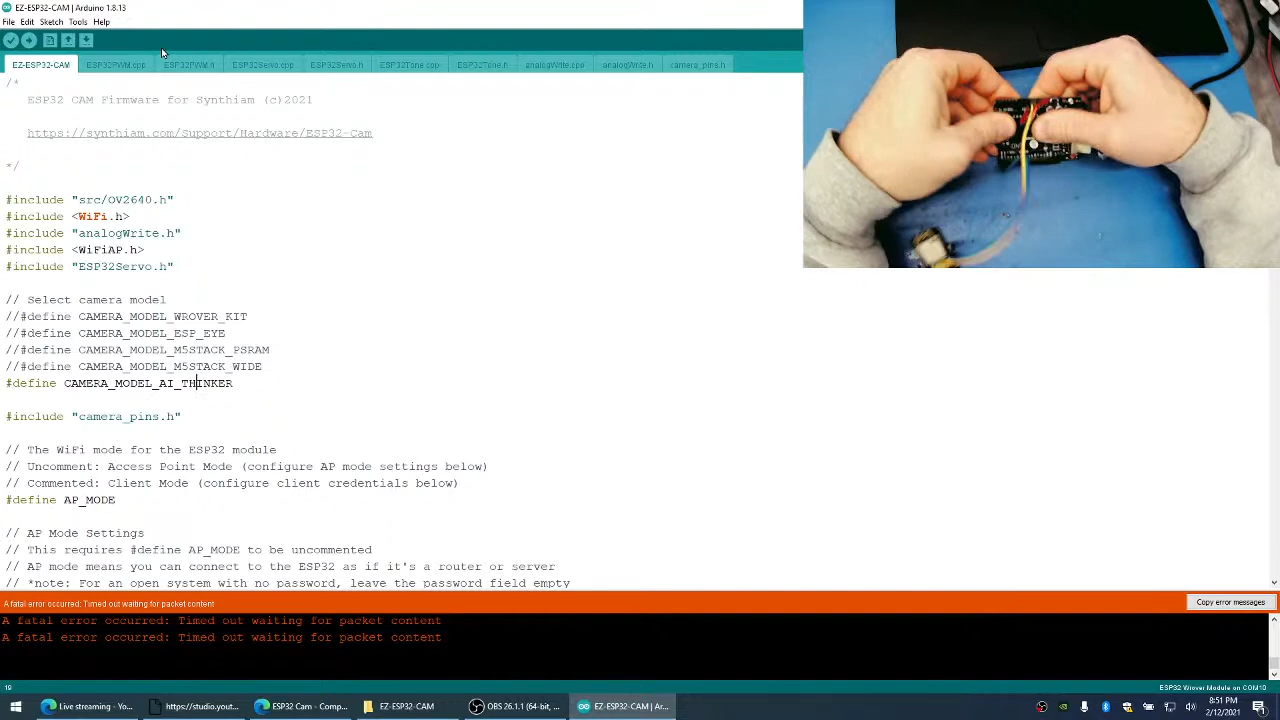 EZ-ESP32-CAM | Arduino 1.8.13
File Edit Sketch Tools Help
EZ-ESP32-CAM ESP32PWM.cpp ESP32PWM.h ESP32Servo.cpp ESP32Servo.h ESP32Tone.cpp ESP32Tone.h analogWrite.cpp analogWrite.h camera_pins.h
/*
ESP32 CAM Firmware for Synthiam (c)2021
https://synthiam.com/Support/Hardware/ESP32-Cam
*/
#include "src/OV2640.h"
#include <WiFi.h>
#include "analogWrite.h"
#include <WiFiAP.h>
#include "ESP32Servo.h"
// Select camera model
//#define CAMERA_MODEL_WROVER_KIT
//#define CAMERA_MODEL_ESP_EYE
//#define CAMERA_MODEL_M5STACK_PSRAM
//#define CAMERA_MODEL_M5STACK_WIDE
#define CAMERA_MODEL_AI_THINKER
#include "camera_pins.h"
// The WiFi mode for the ESP32 module
// Uncomment: Access Point Mode (configure AP mode settings below)
// Commented: Client Mode (configure client credentials below)
#define AP_MODE
// AP Mode Settings
// This requires #define AP_MODE to be uncommented
// AP mode means you can connect to the ESP32 as if it's a router or server
// *note: For an open system with no password, leave the password field empty
A fatal error occurred: Timed out waiting for packet content
Copy error messages
A fatal error occurred: Timed out waiting for packet content
A fatal error occurred: Timed out waiting for packet content
19
ESP32 Wrover Module on COM10
Live streaming - Yo...
https://studio.yout...
ESP32 Cam - Comp...
EZ-ESP32-CAM
OBS 26.1.1 (64-bit, ...
EZ-ESP32-CAM | Ar...
8:51 PM
2/12/2021